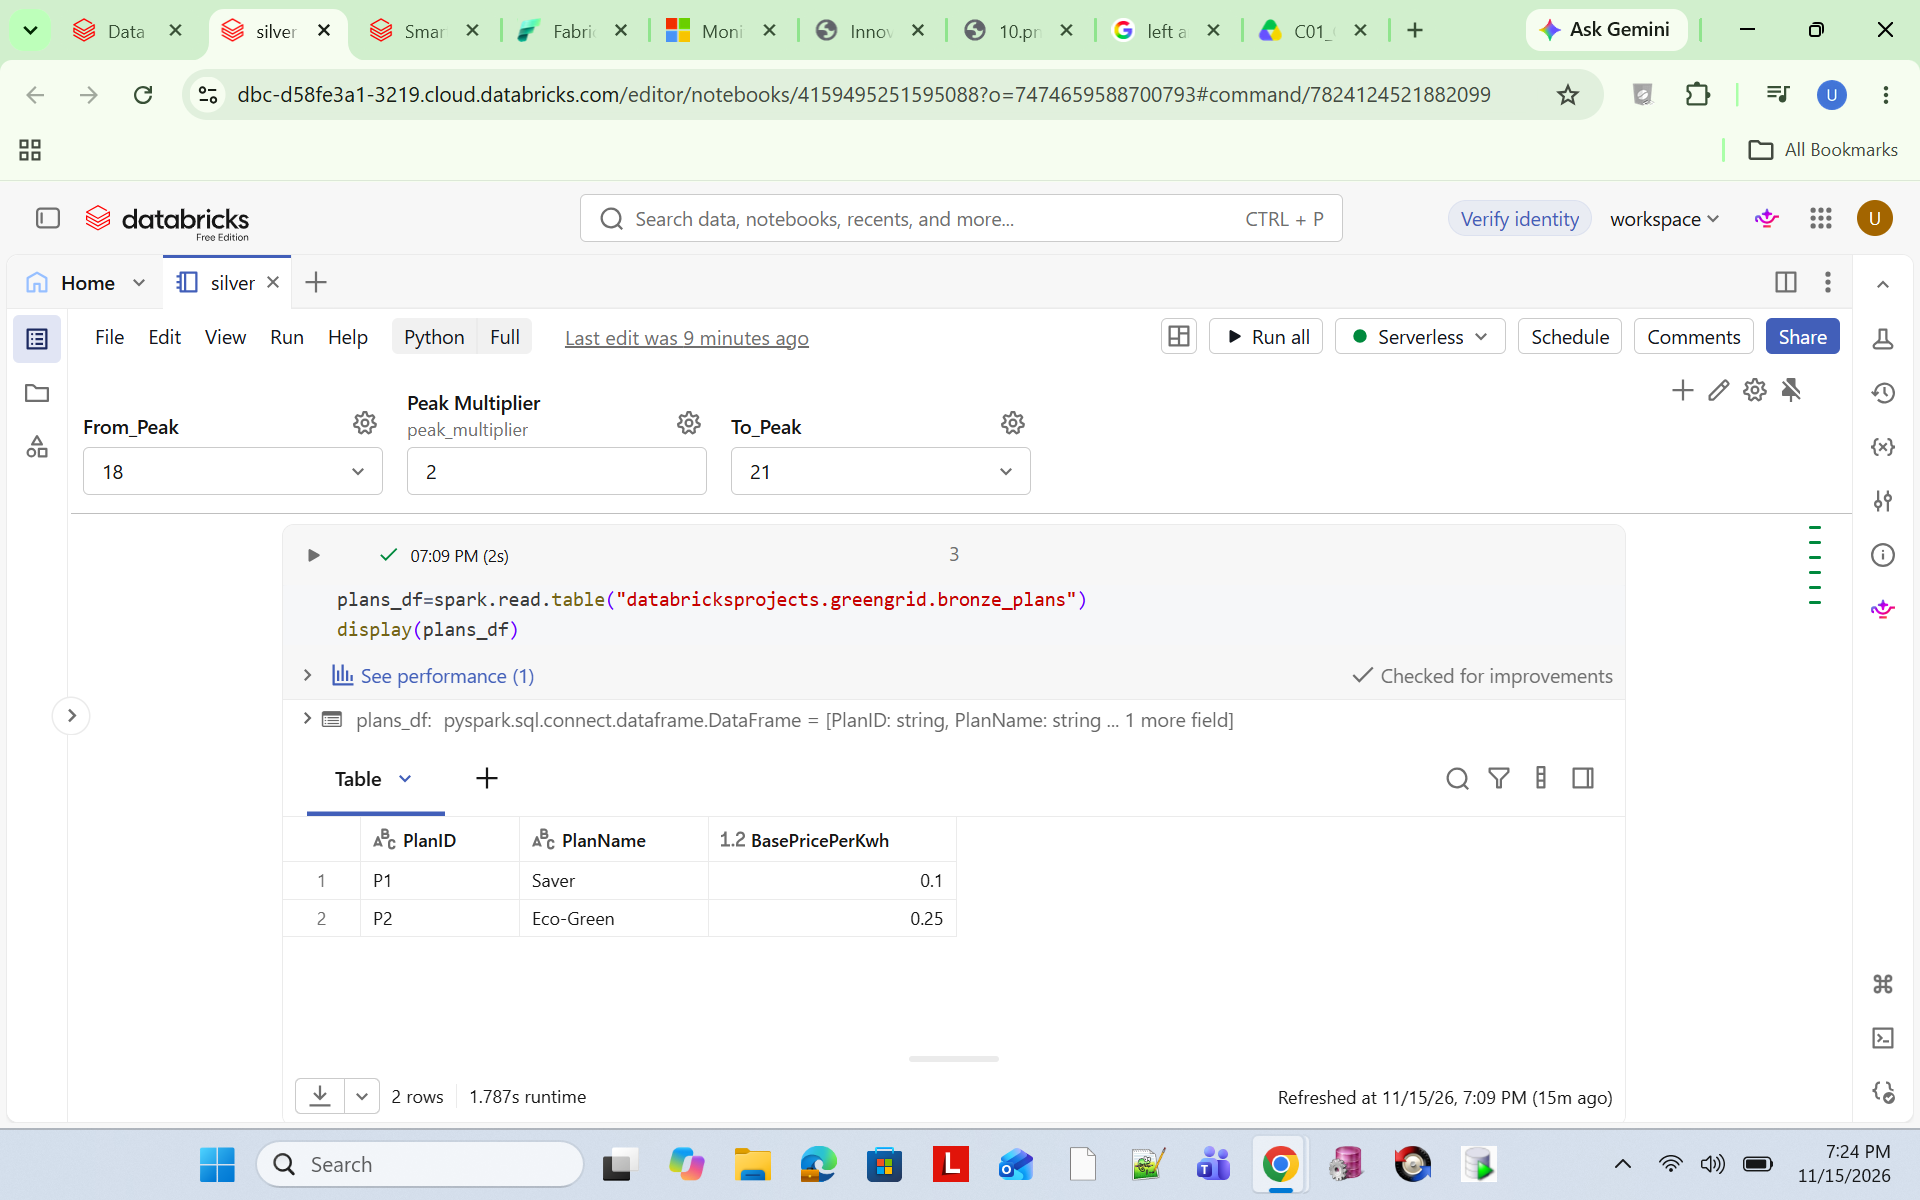 Data
silver
Smar
Fabric
Moni
Innov
10.pn
left a
C01_
Ask Gemini
dbc-d58fe3a1-3219.cloud.databricks.com/editor/notebooks/4159495251595088?o=7474659588700793#command/7824124521882099
U
All Bookmarks
databricks
Free Edition
Search data, notebooks, recents, and more...
CTRL + P
Verify identity
workspace
U
Home
silver
File
Edit
View
Run
Help
Python
Full
Last edit was 9 minutes ago
Run all
Serverless
Schedule
Comments
Share
From_Peak
18
Peak Multiplier
peak_multiplier
2
To_Peak
21
07:09 PM (2s)
3
plans_df=spark.read.table("databricksprojects.greengrid.bronze_plans")
display(plans_df)
See performance (1)
Checked for improvements
plans_df: pyspark.sql.connect.dataframe.DataFrame = [PlanID: string, PlanName: string ... 1 more field]
Table
PlanID PlanName 1.2 BasePricePerKwh
1 P1 Saver 0.1
2 P2 Eco-Green 0.25
2 rows
1.787s runtime
Refreshed at 11/15/26, 7:09 PM (15m ago)
Search
7:24 PM
11/15/2026